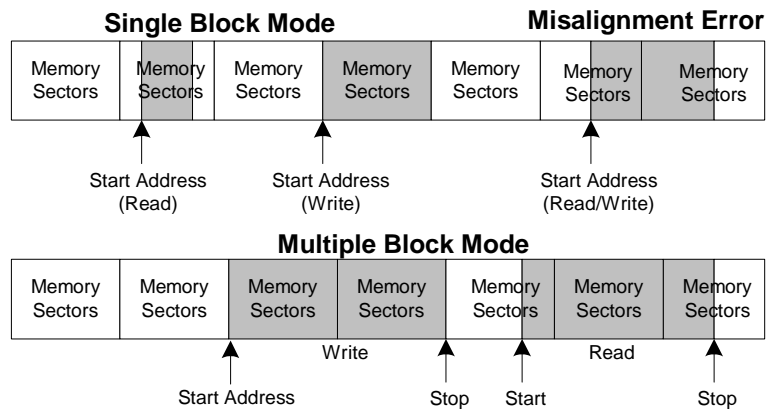 Single Block Mode
Misalignment Error
Memory Sectors
Memory Sectors
Memory Sectors
Memory Sectors
Memory Sectors
Memory Sectors
Memory Sectors
Start Address
(Read)
Start Address
(Write)
Start Address
(Read/Write)
Multiple Block Mode
Memory Sectors
Memory Sectors
Memory Sectors
Memory Sectors
Memory Sectors
Memory Sectors
Memory Sectors
Write
Read
Start Address
Stop
Start
Stop